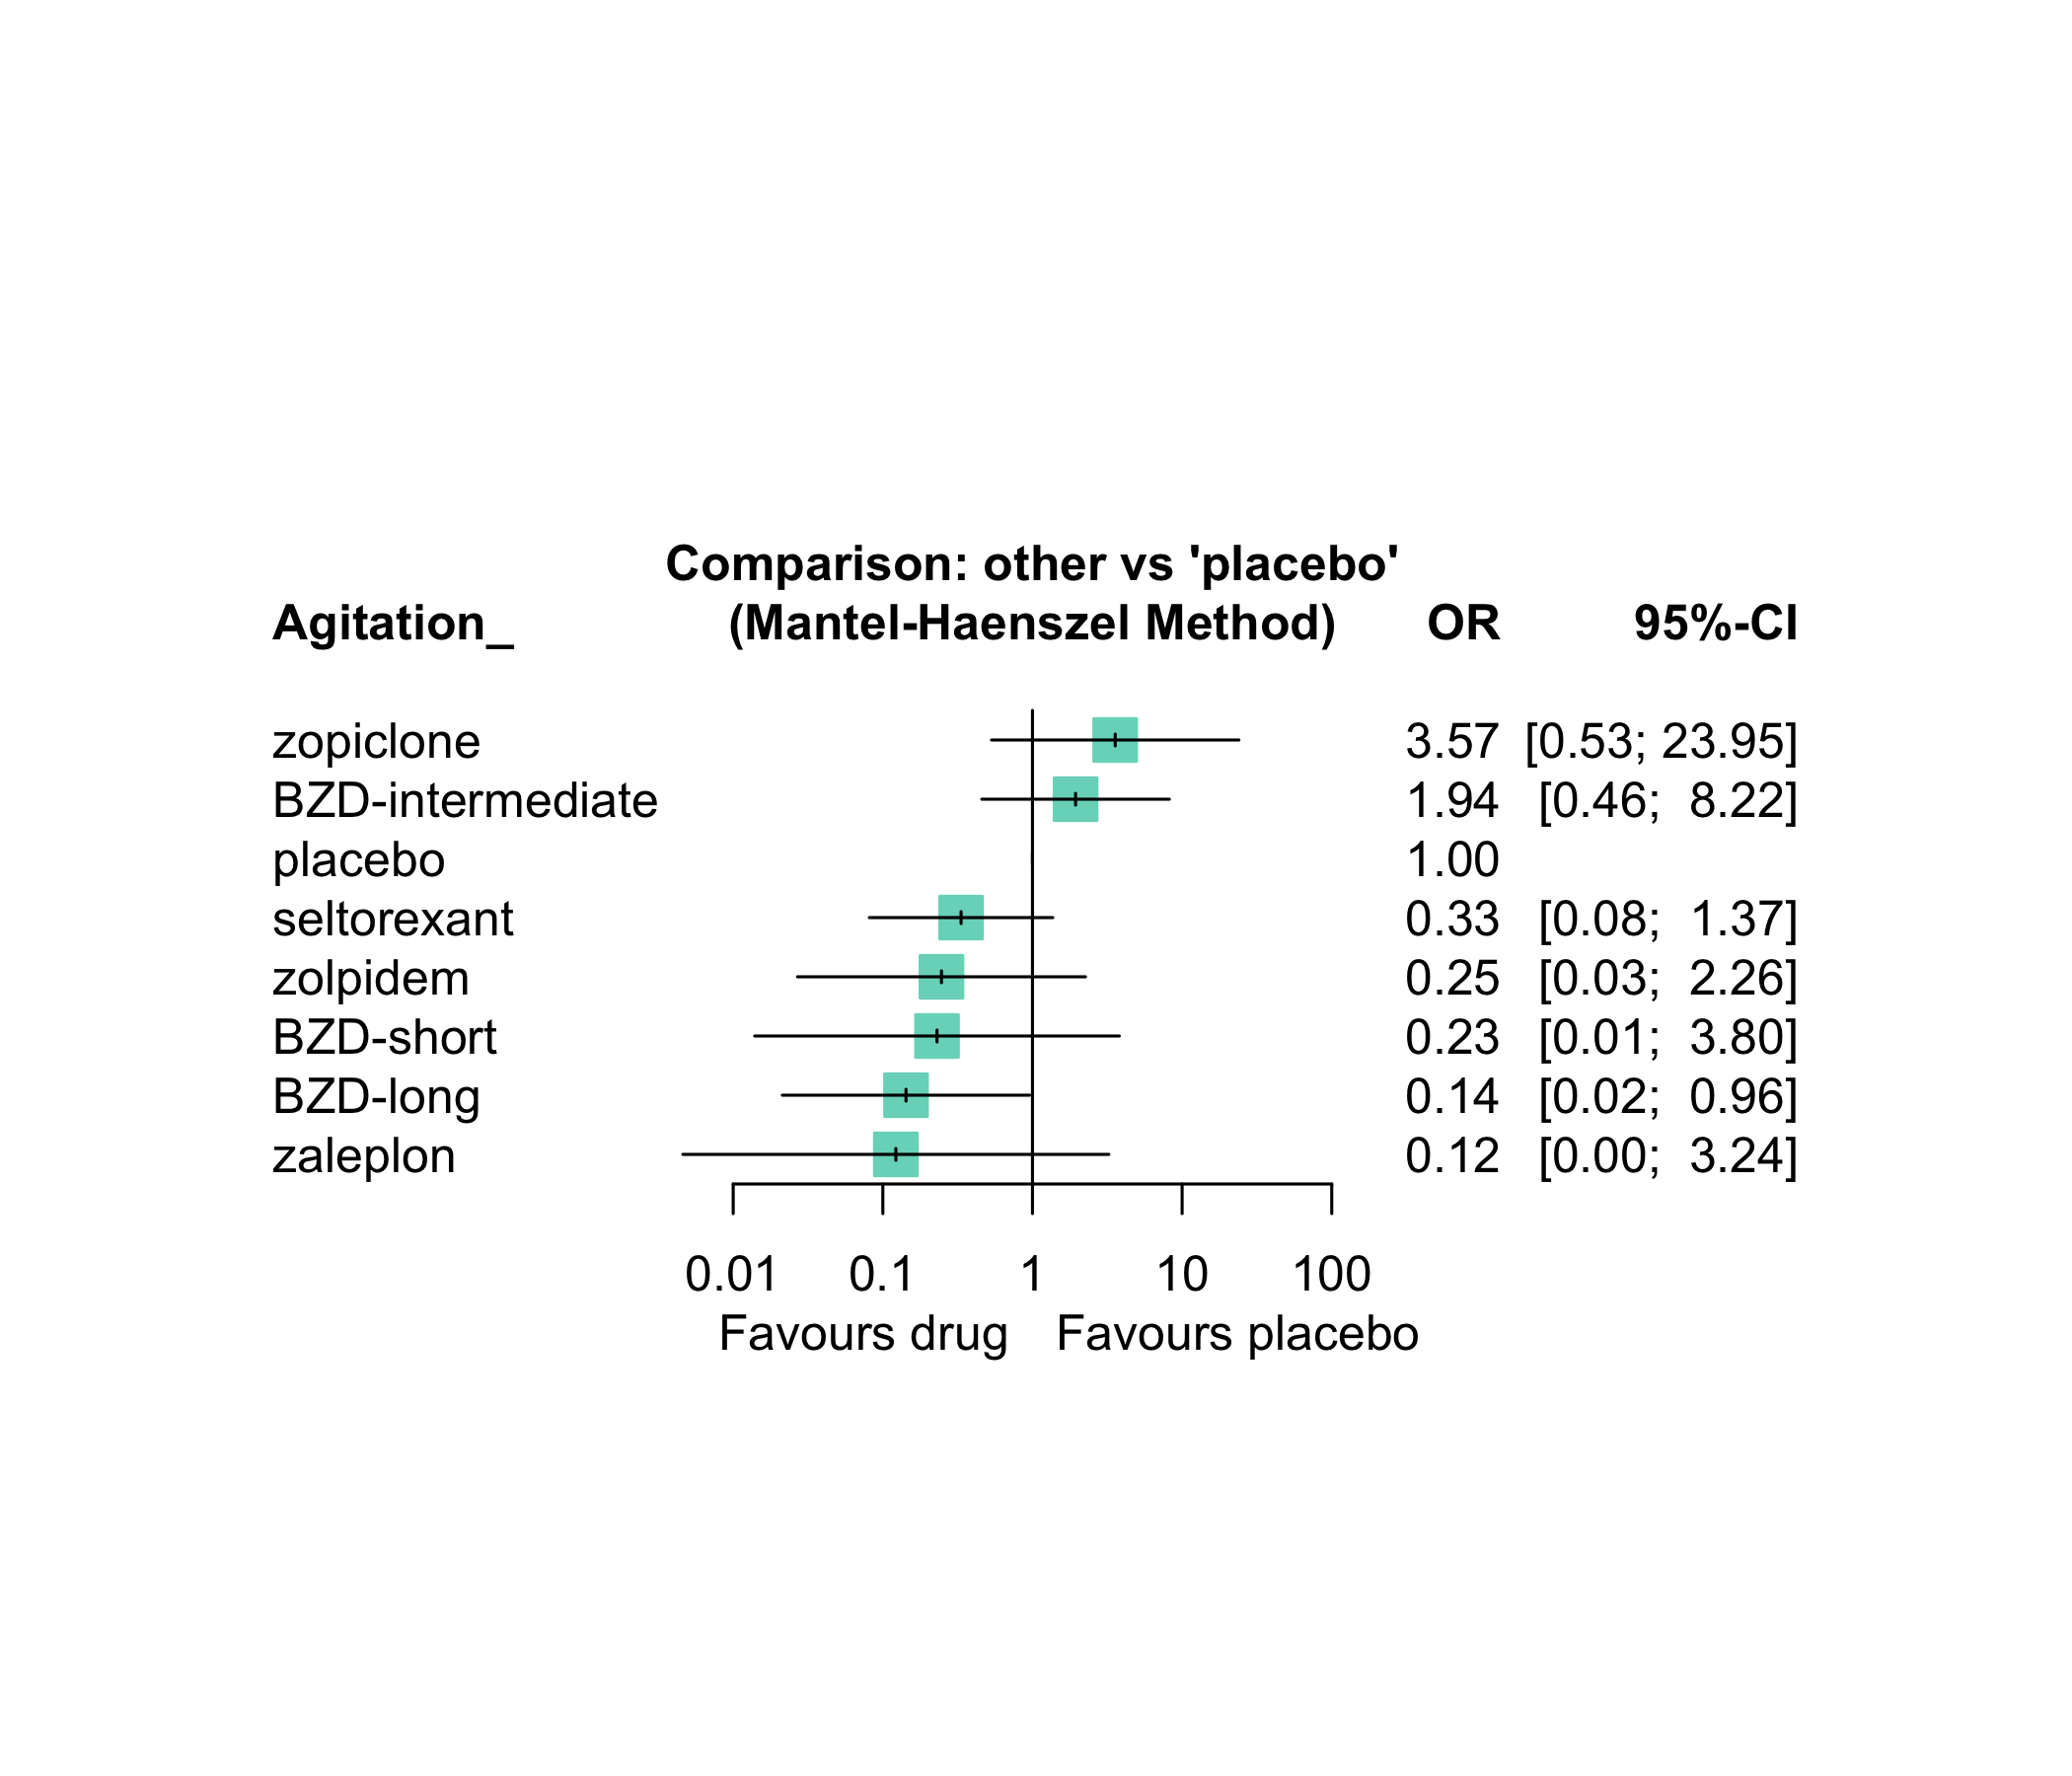 Comparison: other vs 'placebo'
Agitation_ (Mantel-Haenszel Method) OR 95%-CI
zopiclone 3.57 [0.53; 23.95]
BZD-intermediate 1.94 [0.46; 8.22]
placebo 1.00
seltorexant 0.33 [0.08; 1.37]
zolpidem 0.25 [0.03; 2.26]
BZD-short 0.23 [0.01; 3.80]
BZD-long 0.14 [0.02; 0.96]
zaleplon 0.12 [0.00; 3.24]
0.01 0.1 1 10 100
Favours drug Favours placebo